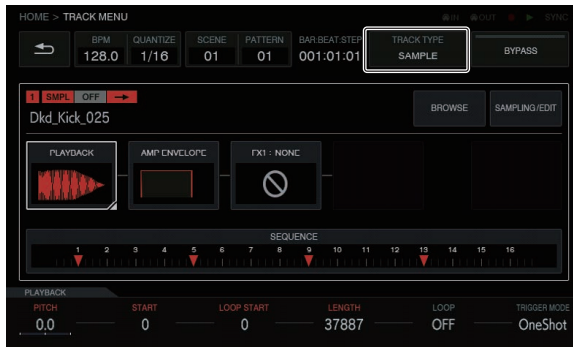 HOME > TRACK MENU
IN OUT SYNC
BPM QUANTIZE SCENE PATTERN BAR:BEAT:STEP TRACK TYPE
128.0 1/16 01 01 001:01:01 SAMPLE BYPASS
1 SMPL OFF
Dkd_Kick_025
BROWSE SAMPLING/EDIT
PLAYBACK AMP ENVELOPE FX1 : NONE
SEQUENCE
1 2 3 4 5 6 7 8 9 10 11 12 13 14 15 16
PLAYBACK
PITCH START LOOP START LENGTH LOOP TRIGGER MODE
0.0 0 0 37887 OFF OneShot